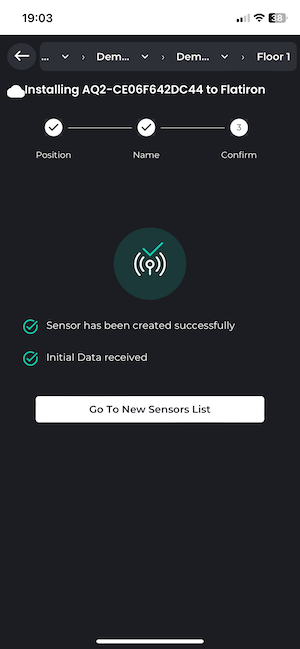 19:03
38
... Dem... Dem... Floor 1
Installing AQ2-CE06F642DC44 to Flatiron
3
Position Name Confirm
Sensor has been created successfully
Initial Data received
Go To New Sensors List